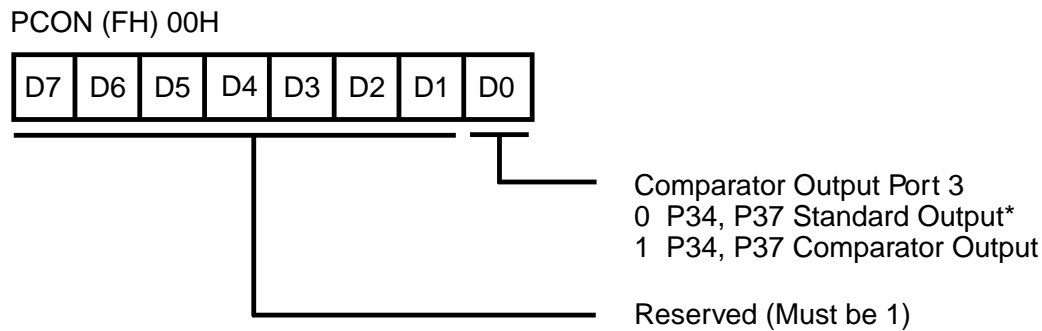 PCON (FH) 00H
D7 D6 D5 D4 D3 D2 D1 D0
Comparator Output Port 3
0 P34, P37 Standard Output*
1 P34, P37 Comparator Output
Reserved (Must be 1)